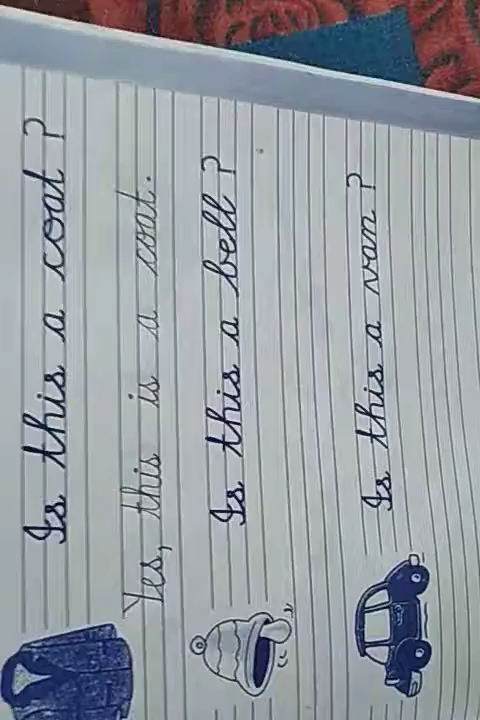 Is this a coat?
Yes, this is a coat.
Is this a bell?
Is this a van?